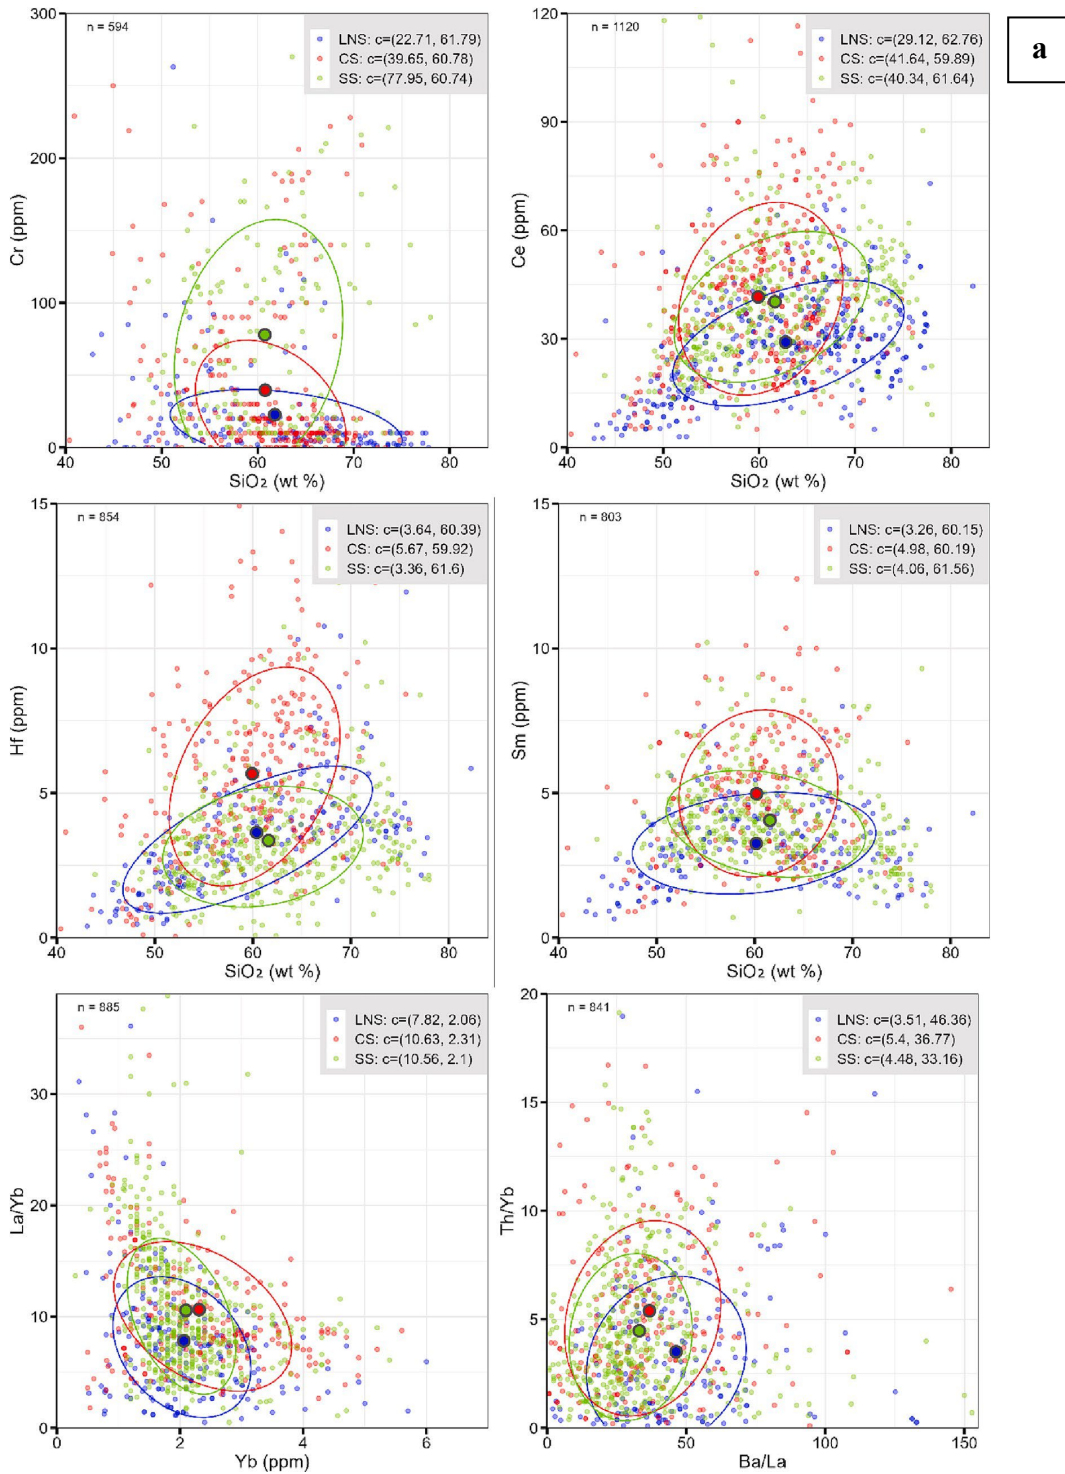 a
n = 594
LNS: c=(22.71, 61.79)
CS: c=(39.65, 60.78)
SS: c=(77.95, 60.74)
300
200
100
0
Cr (ppm)
40 50 60 70 80
SiO₂ (wt %)
n = 1120
LNS: c=(29.12, 62.76)
CS: c=(41.64, 59.89)
SS: c=(40.34, 61.64)
120
90
60
30
0
Ce (ppm)
40 50 60 70 80
SiO₂ (wt %)
n = 854
LNS: c=(3.64, 60.39)
CS: c=(5.67, 59.92)
SS: c=(3.36, 61.6)
15
10
5
0
Hf (ppm)
40 50 60 70 80
SiO₂ (wt %)
n = 803
LNS: c=(3.26, 60.15)
CS: c=(4.98, 60.19)
SS: c=(4.06, 61.56)
15
10
5
0
Sm (ppm)
40 50 60 70 80
SiO₂ (wt %)
n = 885
LNS: c=(7.82, 2.06)
CS: c=(10.63, 2.31)
SS: c=(10.56, 2.1)
30
20
10
0
La/Yb
0 2 4 6
Yb (ppm)
n = 841
LNS: c=(3.51, 46.36)
CS: c=(5.4, 36.77)
SS: c=(4.48, 33.16)
20
15
10
5
0
Th/Yb
0 50 100 150
Ba/La